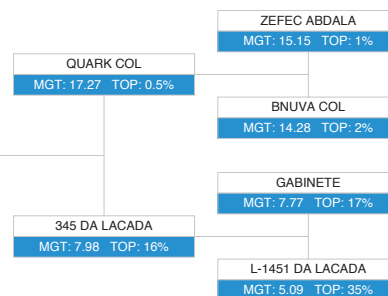 ZEFEC ABDALA
MGT: 15.15 TOP: 1%
QUARK COL
MGT: 17.27 TOP: 0.5%
BNUVA COL
MGT: 14.28 TOP: 2%
GABINETE
MGT: 7.77 TOP: 17%
345 DA LACADA
MGT: 7.98 TOP: 16%
L-1451 DA LACADA
MGT: 5.09 TOP: 35%